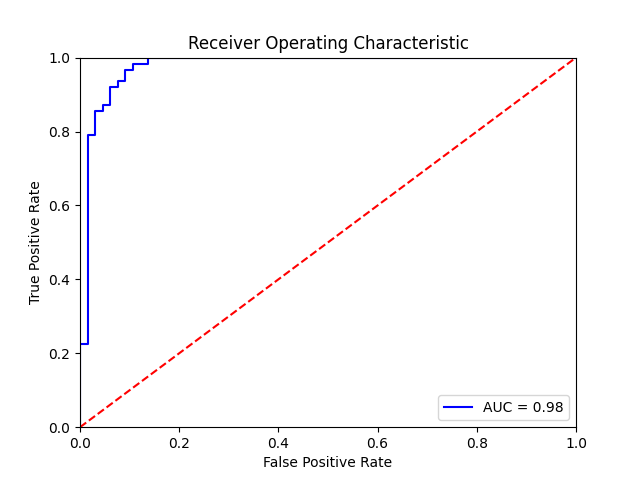 Receiver Operating Characteristic
True Positive Rate
1.0
0.8
0.6
0.4
0.2
0.0
AUC = 0.98
0.0 0.2 0.4 0.6 0.8 1.0
False Positive Rate